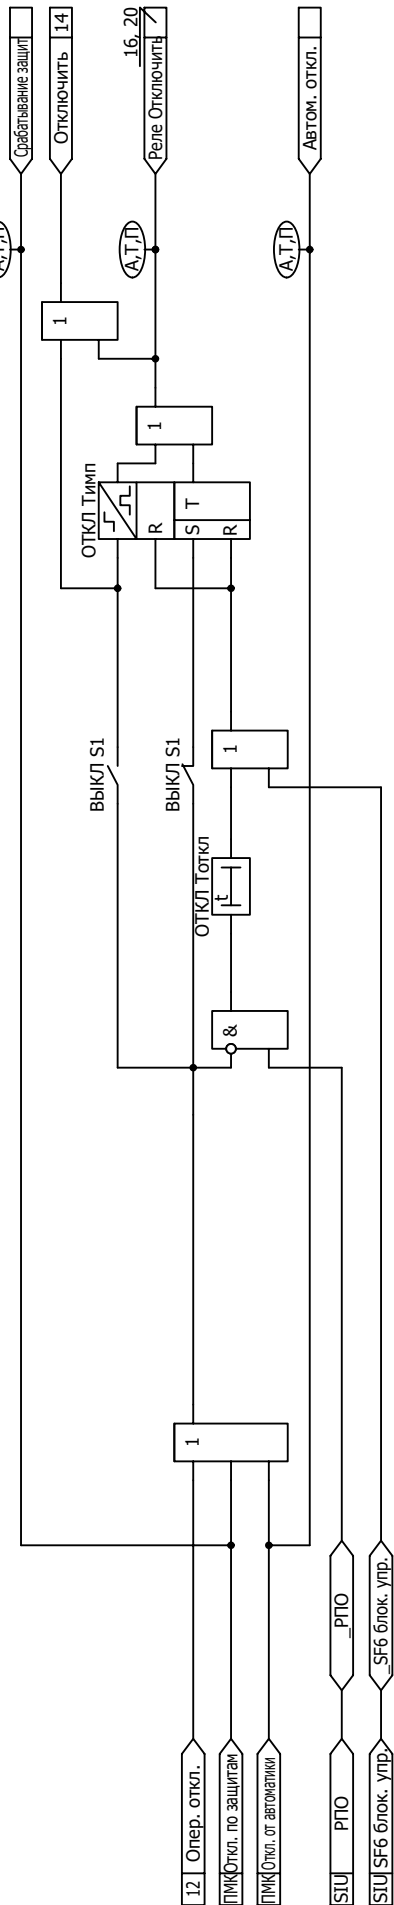 Срабатывание защит
Отключить 14
16, 20
Реле Отключить
Автом. откл.
А,Т,П
А,Т,П
А,Т,П
1
1
ОТКЛ Тимп
R
S T
R
ВЫКЛ S1
ВЫКЛ S1
1
ОТКЛ Тоткл
t
&
1
12 Опер. откл.
ПМК Откл. по защитам
ПМК Откл. от автоматики
SIU РПО
_РПО
SIU SF6 блок. упр.
_SF6 блок. упр.